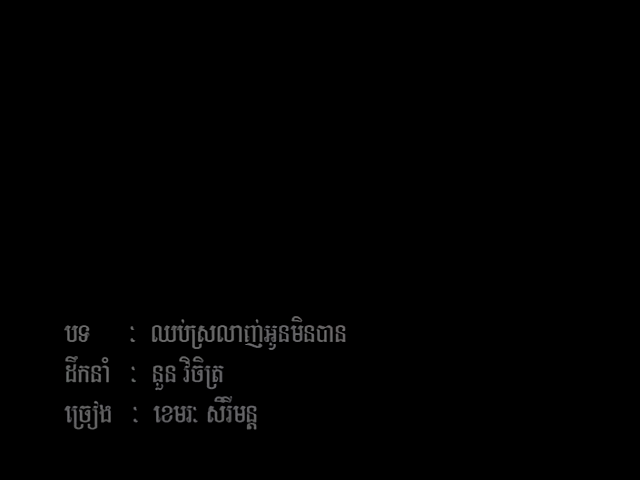 បទ : ឈប់ស្រលាញ់អូនមិនបាន
ដឹកនាំ : នួន វិចិត្រ
ច្រៀង : ខេមរៈ សិរីមន្ត